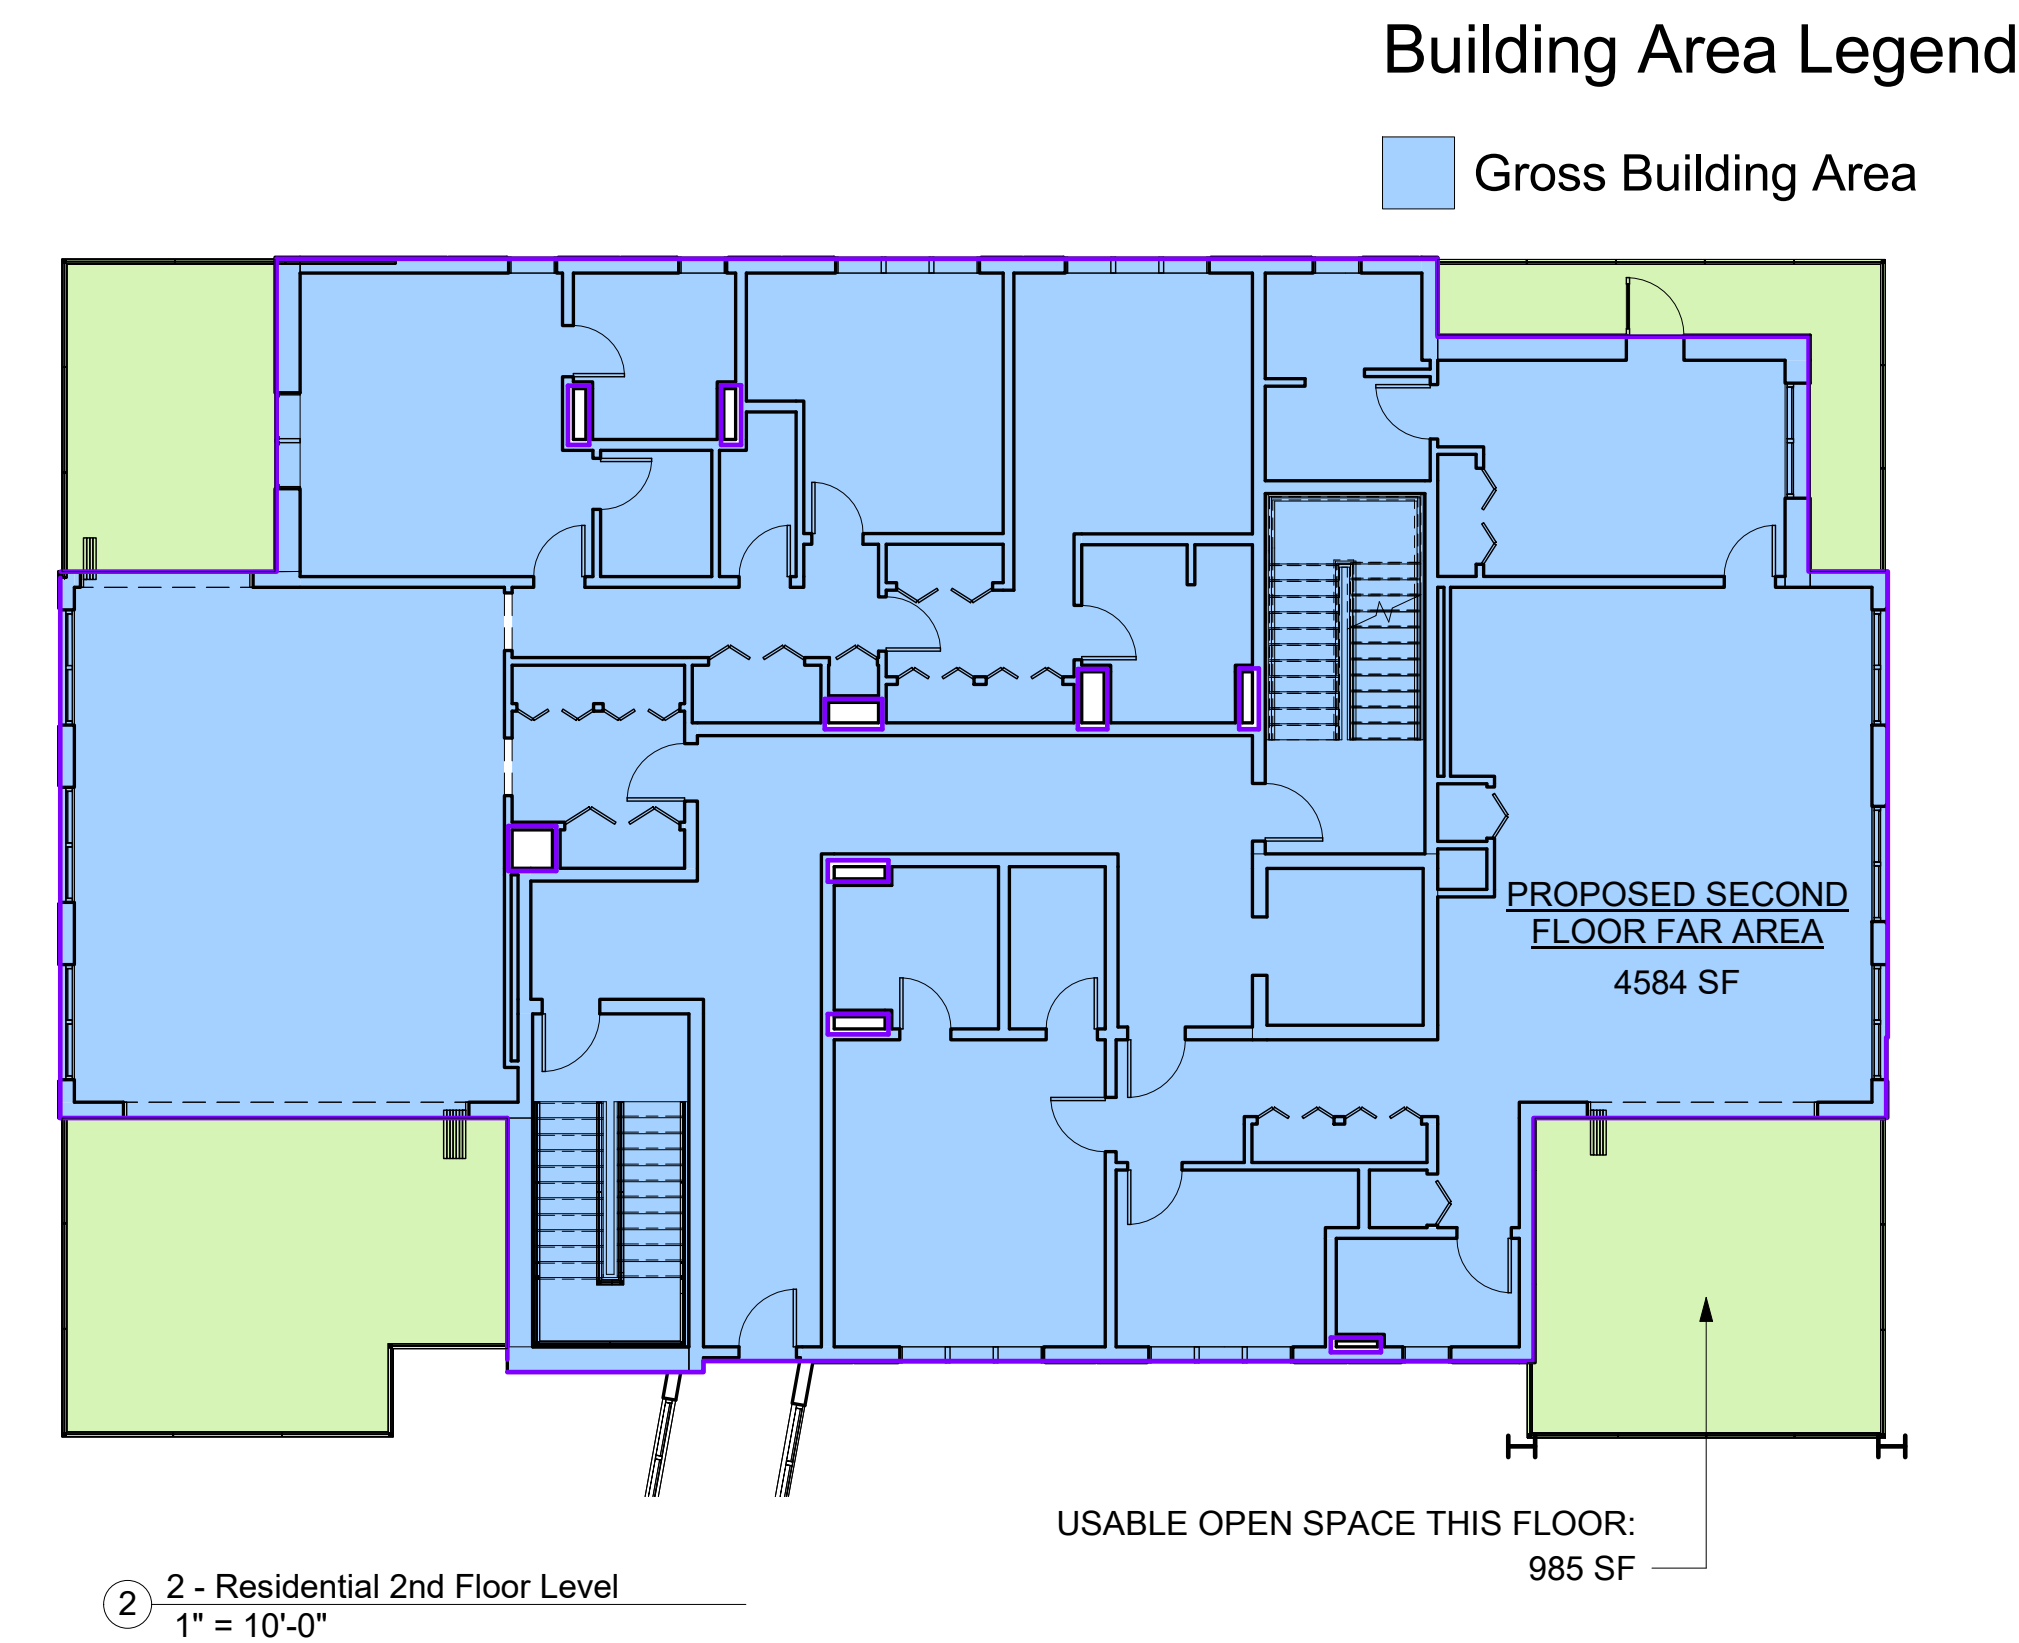 Building Area Legend
Gross Building Area
PROPOSED SECOND
FLOOR FAR AREA
4584 SF
USABLE OPEN SPACE THIS FLOOR:
985 SF
2
2 - Residential 2nd Floor Level
1" = 10'-0"